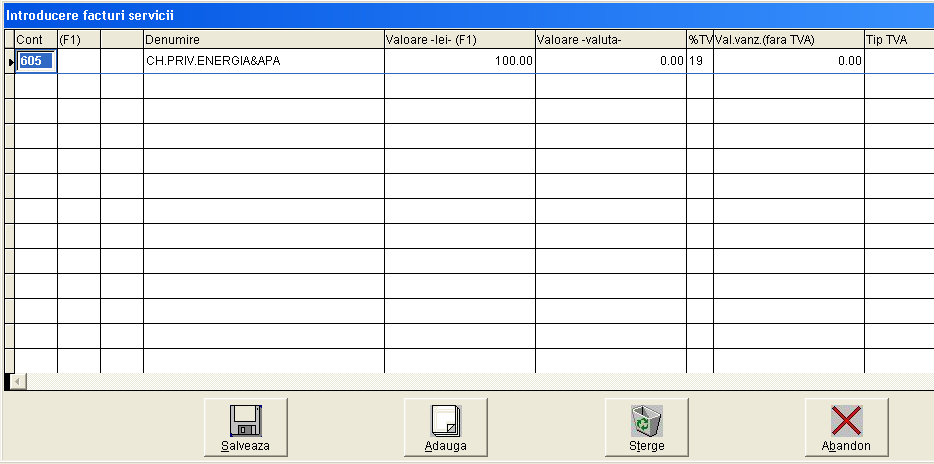 Introducere facturi servicii
Cont (F1) Denumire Valoare -lei- (F1) Valoare -valuta- %TV Val.vanz.(fara TVA) Tip TVA
605 CH.PRIV.ENERGIA&APA 100.00 0.00 19 0.00
Salveaza Adauga Sterge Abandon